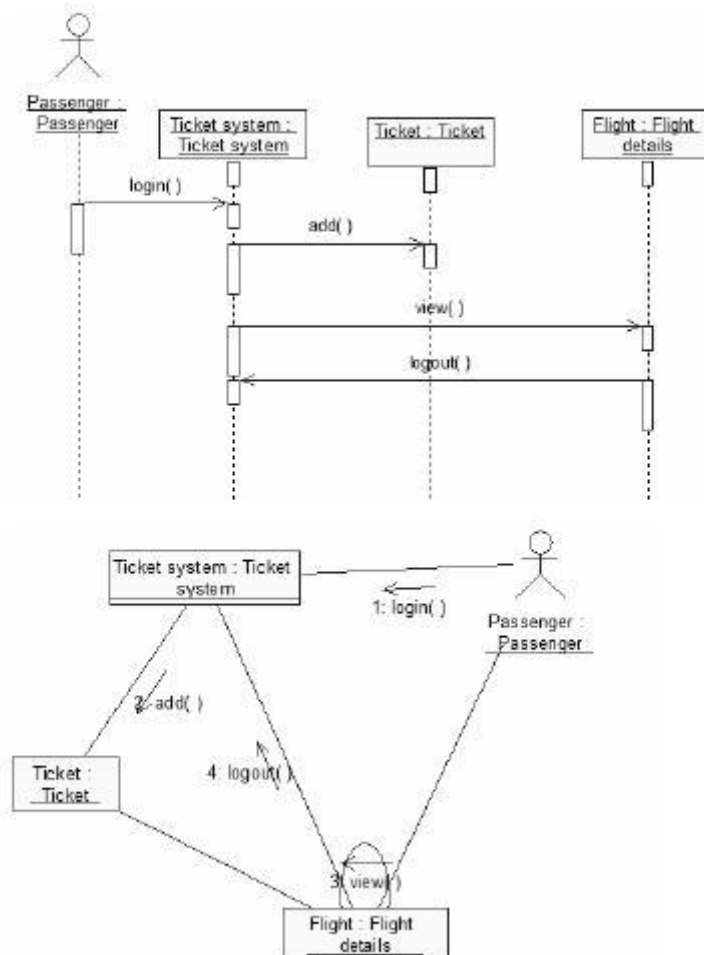 Passenger :
Passenger
Ticket system :
Ticket system
Ticket : Ticket
Flight : Flight
details
login( )
add( )
view( )
logout( )
Ticket system : Ticket
system
1: login( )
Passenger :
Passenger
2: add( )
Ticket :
Ticket
4: logout( )
3: view( )
Flight : Flight
details